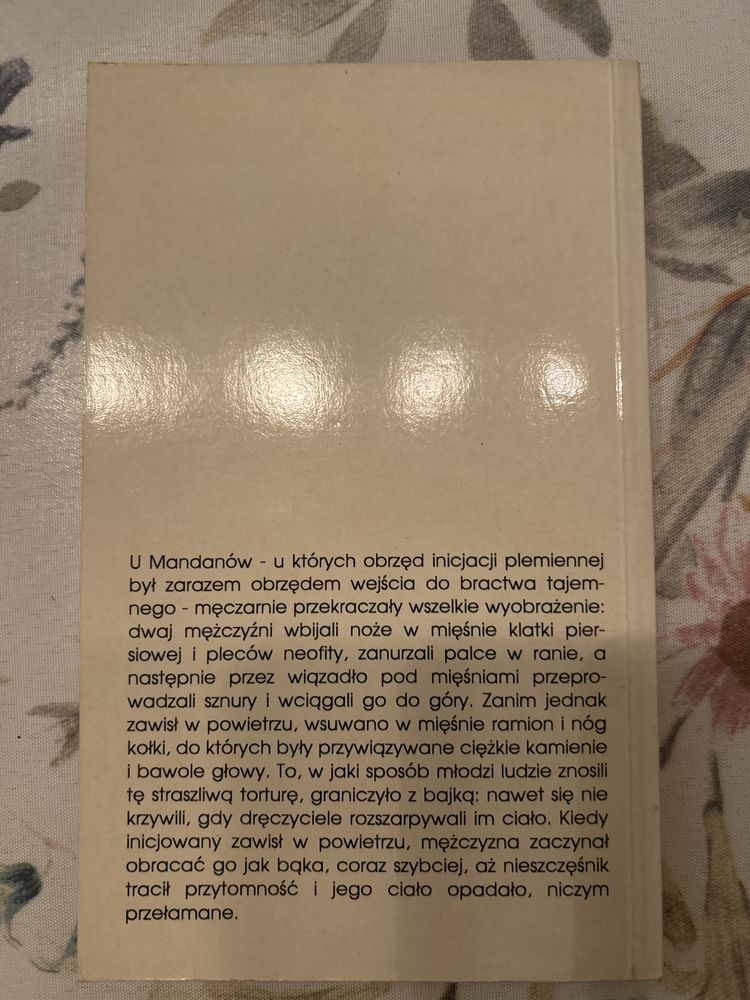 U Mandanów - u których obrzęd inicjacji plemiennej
był zarazem obrzędem wejścia do bractwa tajem-
nego - męczarnie przekraczały wszelkie wyobrażenie:
dwaj mężczyźni wbijali noże w mięśnie klatki pier-
siowej i pleców neofity, zanurzali palce w ranie, a
następnie przez wiązadło pod mięśniami przepro-
wadzali sznury i wciągali go do góry. Zanim jednak
zawisł w powietrzu, wsuwano w mięśnie ramion i nóg
kołki, do których były przywiązywane ciężkie kamienie
i bawole głowy. To, w jaki sposób młodzi ludzie znosili
tę straszliwą torturę, graniczyło z bajką: nawet się nie
krzywili, gdy dręczyciele rozszarpywali im ciało. Kiedy
inicjowany zawisł w powietrzu, mężczyzna zaczynał
obracać go jak bąka, coraz szybciej, aż nieszczęśnik
tracił przytomność i jego ciało opadało, niczym
przełamane.